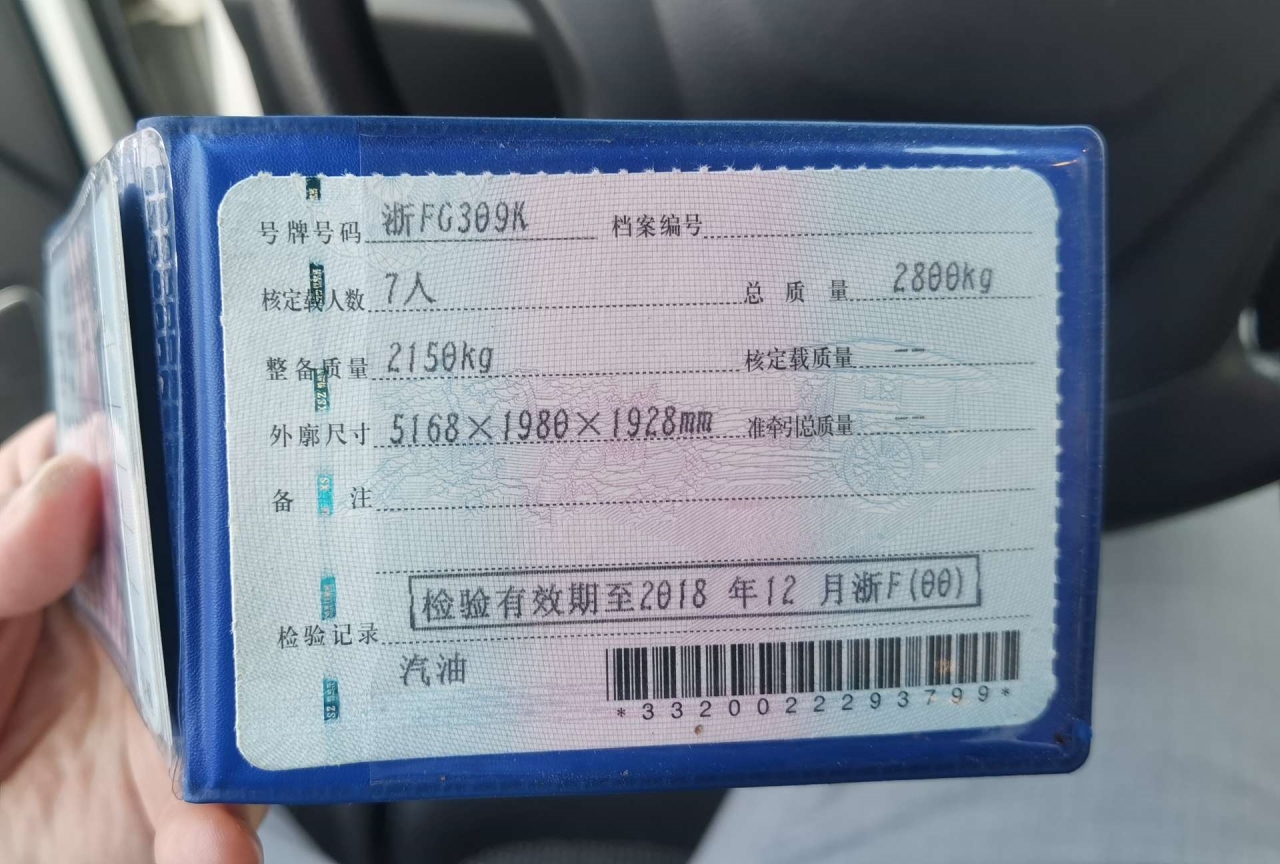 号牌号码 浙FG309K 档案编号
核定载人数 7人 总质量 2800kg
整备质量 2150kg 核定载质量 --
外廓尺寸 5168×1980×1928mm 准牵引总质量 --
备注
检验有效期至2018 年12 月浙F(00)
检验记录
汽油
*3320022293799*